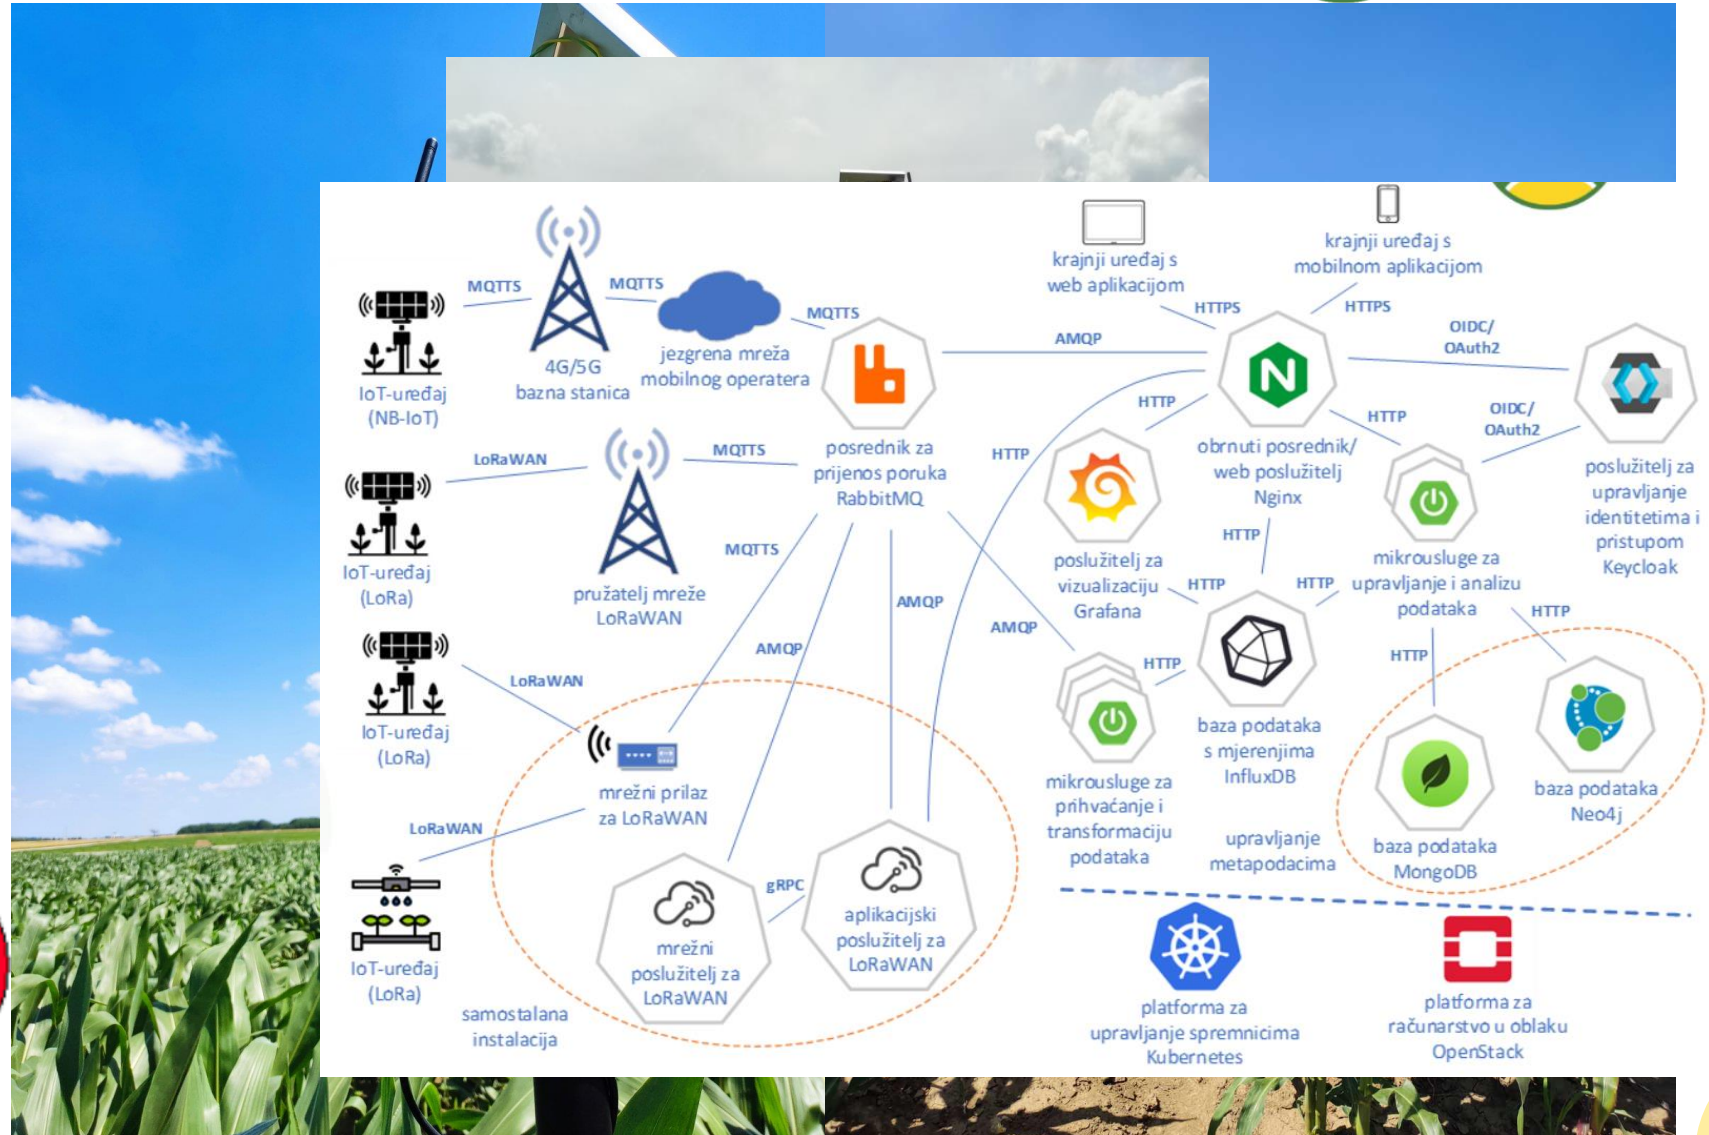 MQTTS
MQTTS
MQTTS
IoT-uređaj
(NB-IoT)
4G/5G
bazna stanica
jezgrena mreža
mobilnog operatera
krajnji uređaj s
web aplikacijom
krajnji uređaj s
mobilnom aplikacijom
HTTPS
HTTPS
AMQP
OIDC/
OAuth2
HTTP
HTTP
OIDC/
OAuth2
posrednik za
prijenos poruka
RabbitMQ
obrnuti posrednik/
web poslužitelj
Nginx
poslužitelj za
upravljanje
identitetima i
pristupom
Keycloak
LoRaWAN
MQTTS
HTTP
IoT-uređaj
(LoRa)
pružatelj mreže
LoRaWAN
MQTTS
HTTP
poslužitelj za
vizualizaciju
Grafana
HTTP
HTTP
mikrousluge za
upravljanje i analizu
podataka
HTTP
HTTP
AMQP
AMQP
AMQP
HTTP
LoRaWAN
IoT-uređaj
(LoRa)
mrežni prilaz
za LoRaWAN
baza podataka
s mjerenjima
InfluxDB
mikrousluge za
prihvaćanje i
transformaciju
podataka
upravljanje
metapodacima
baza podataka
MongoDB
baza podataka
Neo4j
LoRaWAN
IoT-uređaj
(LoRa)
gRPC
mrežni
poslužitelj za
LoRaWAN
aplikacijski
poslužitelj za
LoRaWAN
samostalana
instalacija
platforma za
upravljanje spremnicima
Kubernetes
platforma za
računarstvo u oblaku
OpenStack